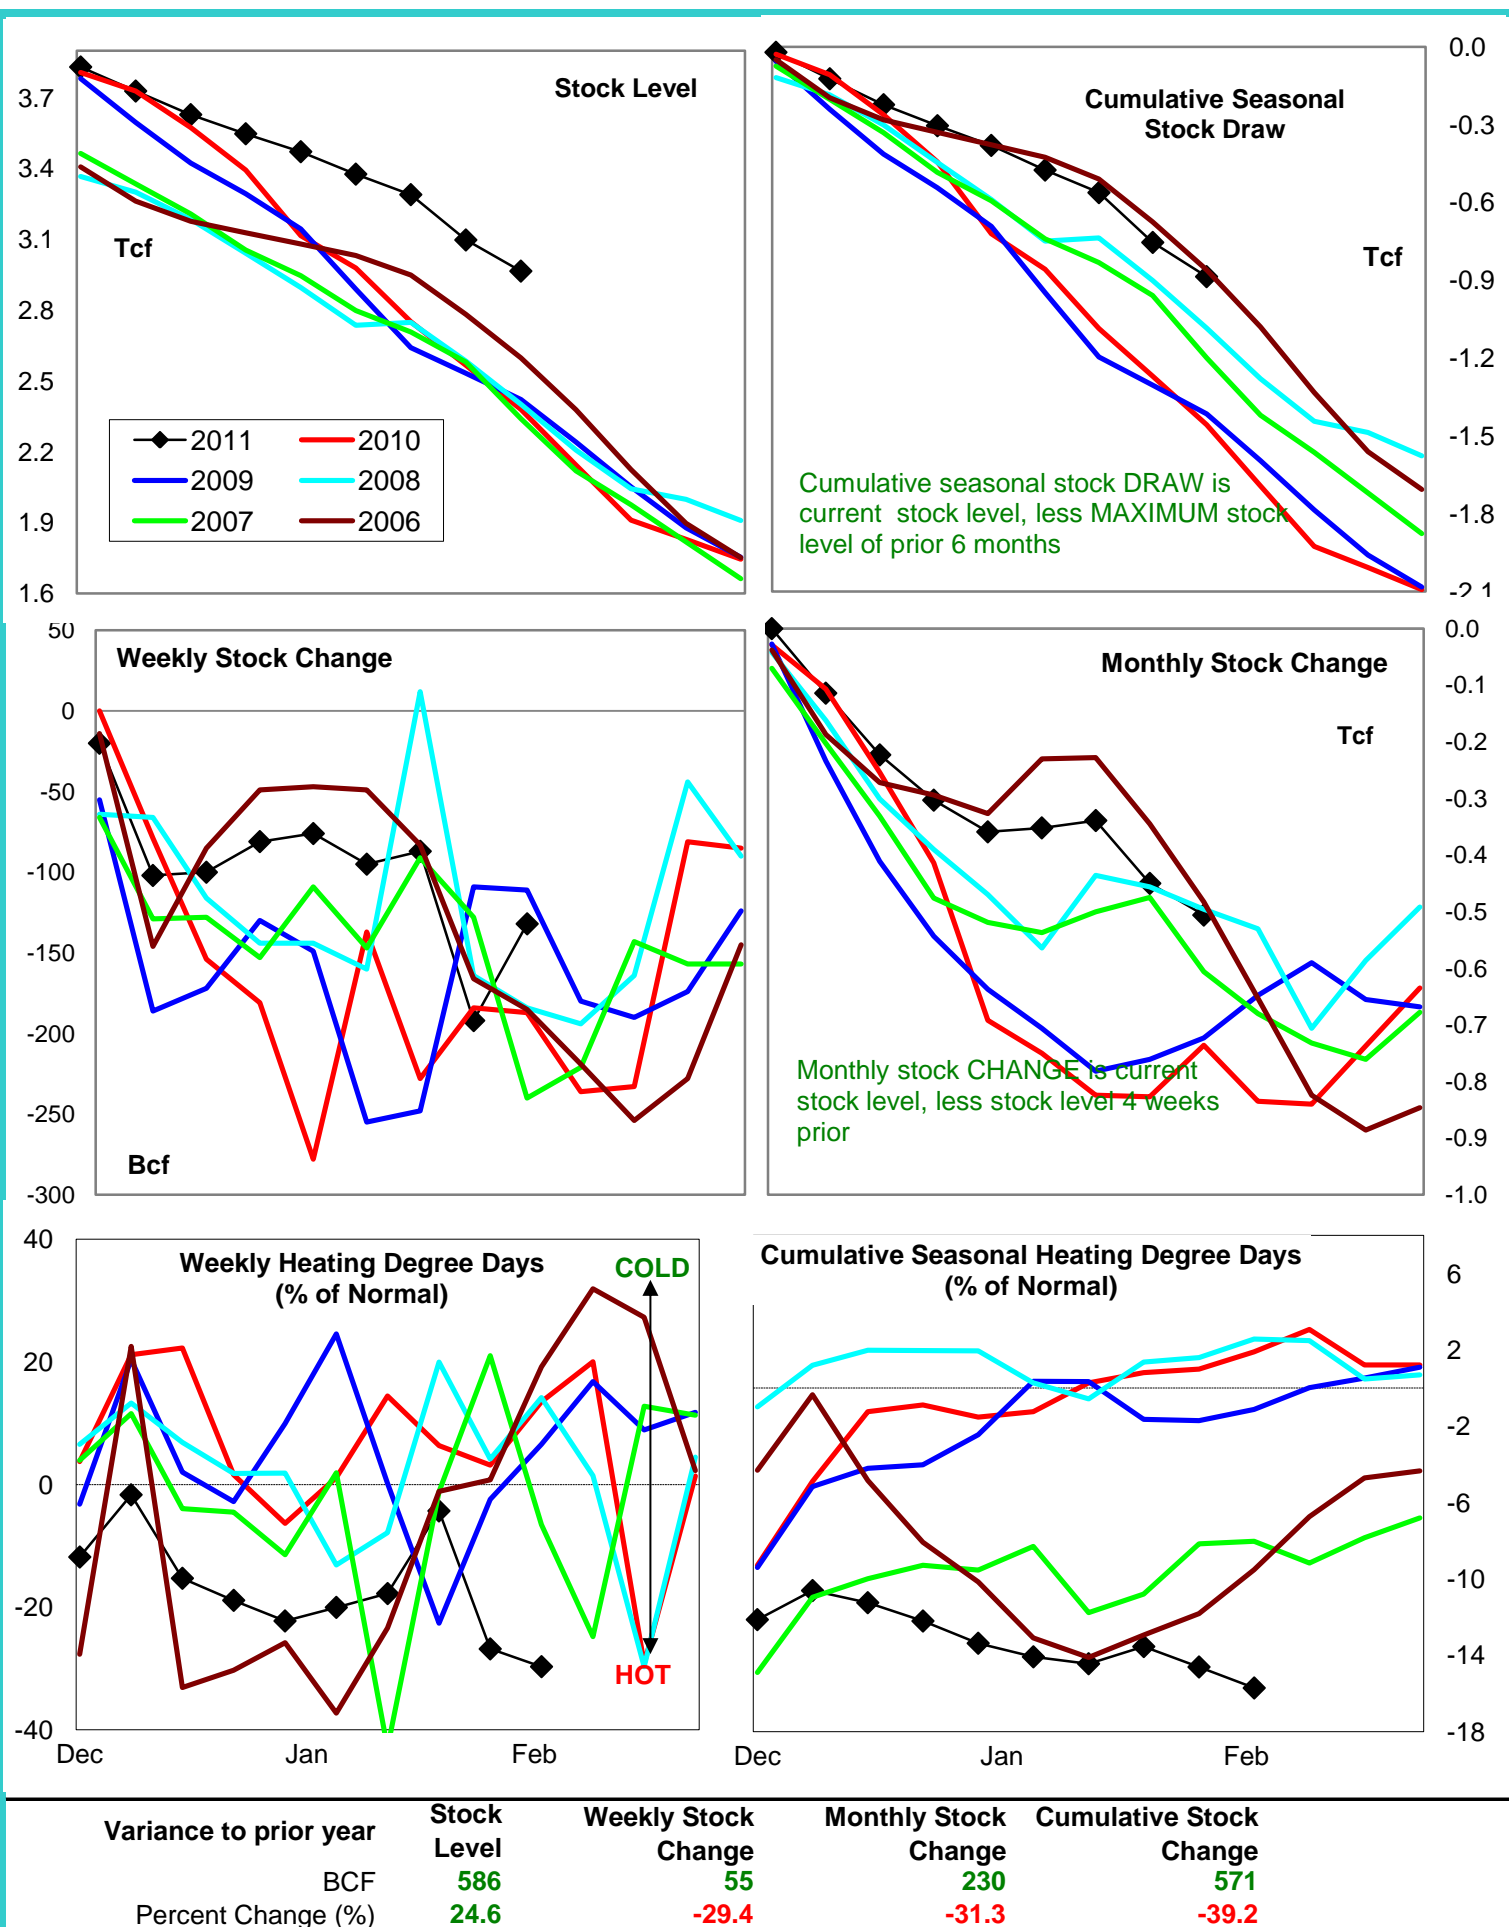 Stock Level
3.7
3.4
3.1
2.8
2.5
2.2
1.9
1.6
Tcf
2011
2010
2009
2008
2007
2006
Cumulative Seasonal
Stock Draw
0.0
-0.3
-0.6
-0.9
-1.2
-1.5
-1.8
-2.1
Tcf
Cumulative seasonal stock DRAW is
current stock level, less MAXIMUM stock
level of prior 6 months
Weekly Stock Change
50
0
-50
-100
-150
-200
-250
-300
Bcf
Monthly Stock Change
0.0
-0.1
-0.2
-0.3
-0.4
-0.5
-0.6
-0.7
-0.8
-0.9
-1.0
Tcf
Monthly stock CHANGE is current
stock level, less stock level 4 weeks
prior
Weekly Heating Degree Days
(% of Normal)
COLD
HOT
40
20
0
-20
-40
Dec
Jan
Feb
Cumulative Seasonal Heating Degree Days
(% of Normal)
6
2
-2
-6
-10
-14
-18
Dec
Jan
Feb
Variance to prior year
Stock
Level
Weekly Stock
Change
Monthly Stock
Change
Cumulative Stock
Change
BCF 586 55 230 571
Percent Change (%) 24.6 -29.4 -31.3 -39.2